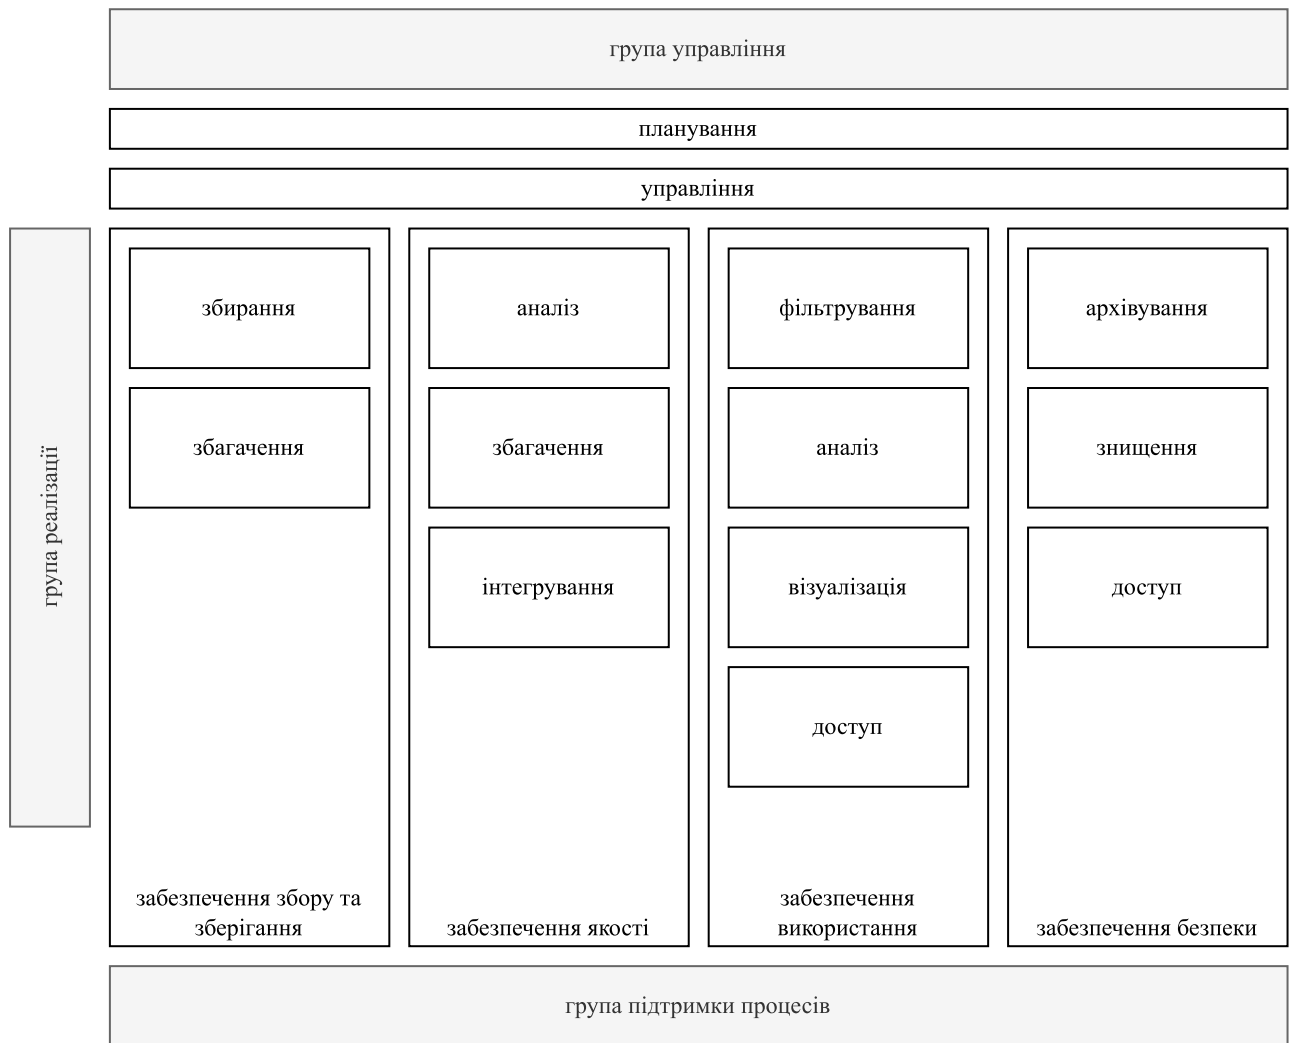 група управління
планування
управління
група реалізації
збирання
збагачення
забезпечення збору та
зберігання
аналіз
збагачення
інтегрування
забезпечення якості
фільтрування
аналіз
візуалізація
доступ
забезпечення
використання
архівування
знищення
доступ
забезпечення безпеки
група підтримки процесів